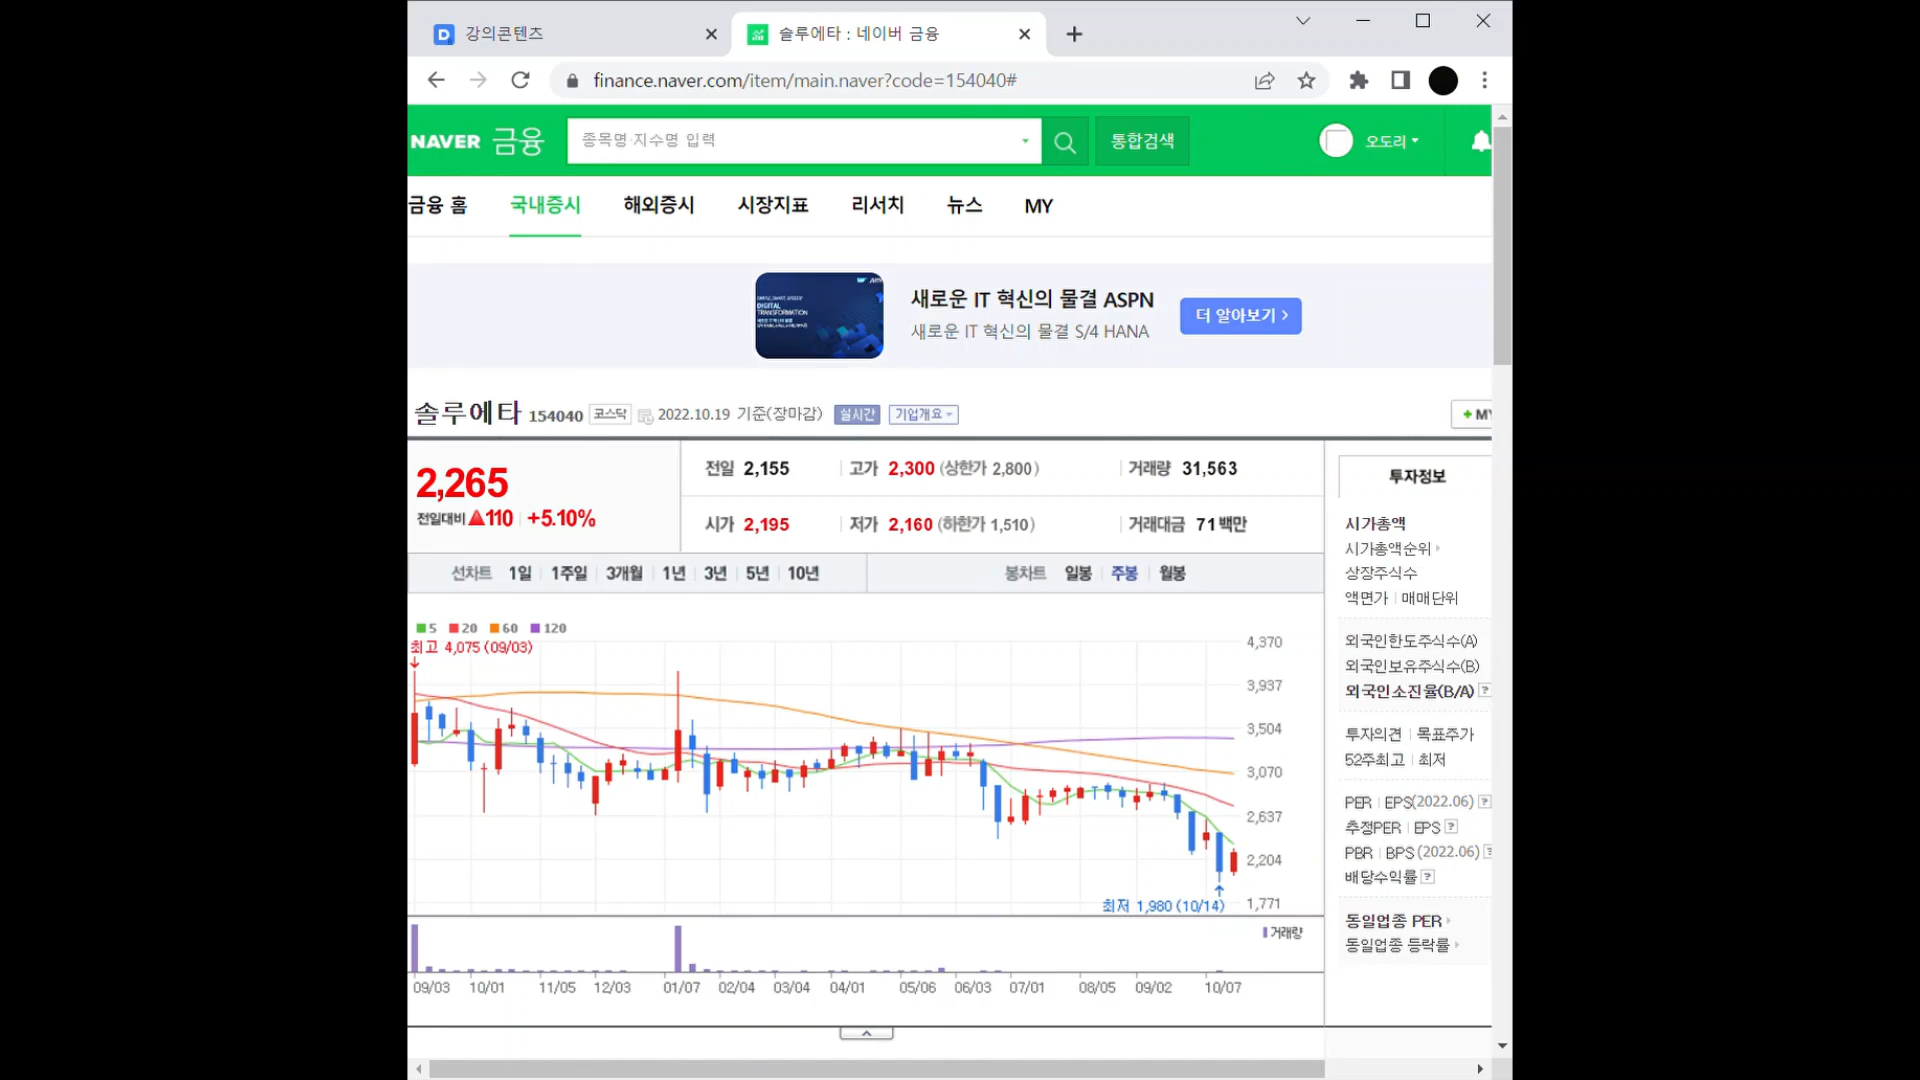 강의콘텐츠
솔루에타 : 네이버 금융
finance.naver.com/item/main.naver?code=154040#
NAVER 금융
종목명·지수명 입력
통합검색
오도리
금융 홈 국내증시 해외증시 시장지표 리서치 뉴스 MY
DIGITAL
TRANSFORMATION
새로운 IT 혁신의 물결 ASPN
새로운 IT 혁신의 물결 S/4 HANA
더 알아보기 >
솔루에타 154040 코스닥 2022.10.19 기준(장마감) 실시간 기업개요
+ MY
2,265
전일대비 ▲110 +5.10%
전일 2,155 고가 2,300 (상한가 2,800) 거래량 31,563
시가 2,195 저가 2,160 (하한가 1,510) 거래대금 71 백만
선차트 1일 1주일 3개월 1년 3년 5년 10년
봉차트 일봉 주봉 월봉
5 20 60 120
최고 4,075 (09/03)
4,370
3,937
3,504
3,070
2,637
2,204
1,771
최저 1,980 (10/14)
거래량
09/03 10/01 11/05 12/03 01/07 02/04 03/04 04/01 05/06 06/03 07/01 08/05 09/02 10/07
투자정보
시가총액
시가총액순위
상장주식수
액면가 | 매매단위
외국인한도주식수(A)
외국인보유주식수(B)
외국인소진율(B/A) ?
투자의견 | 목표주가
52주최고 | 최저
PER | EPS(2022.06) ?
추정PER | EPS ?
PBR | BPS (2022.06) ?
배당수익률 ?
동일업종 PER
동일업종 등락률